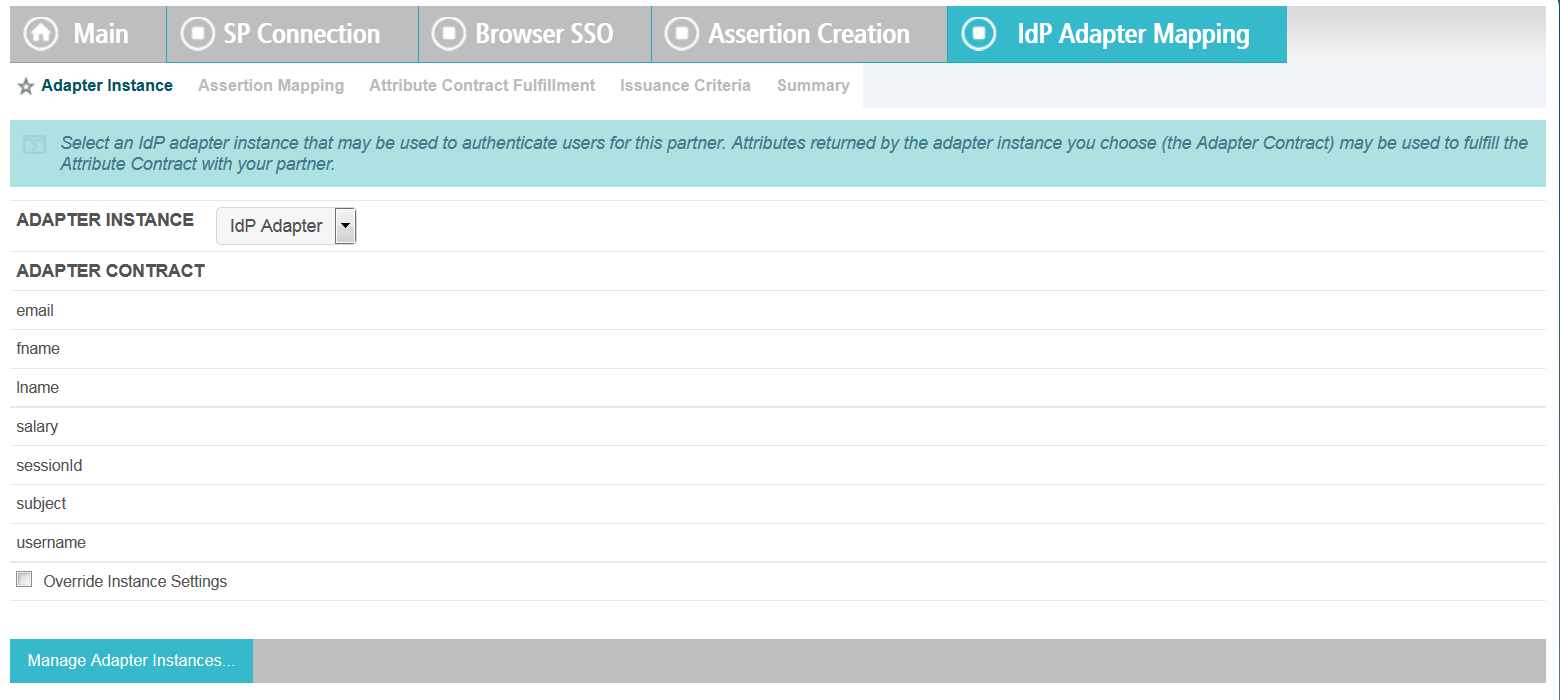 Main SP Connection Browser SSO Assertion Creation IdP Adapter Mapping
Adapter Instance Assertion Mapping Attribute Contract Fulfillment Issuance Criteria Summary
Select an IdP adapter instance that may be used to authenticate users for this partner. Attributes returned by the adapter instance you choose (the Adapter Contract) may be used to fulfill the
Attribute Contract with your partner.
ADAPTER INSTANCE IdP Adapter
ADAPTER CONTRACT
email
fname
lname
salary
sessionId
subject
username
Override Instance Settings
Manage Adapter Instances...